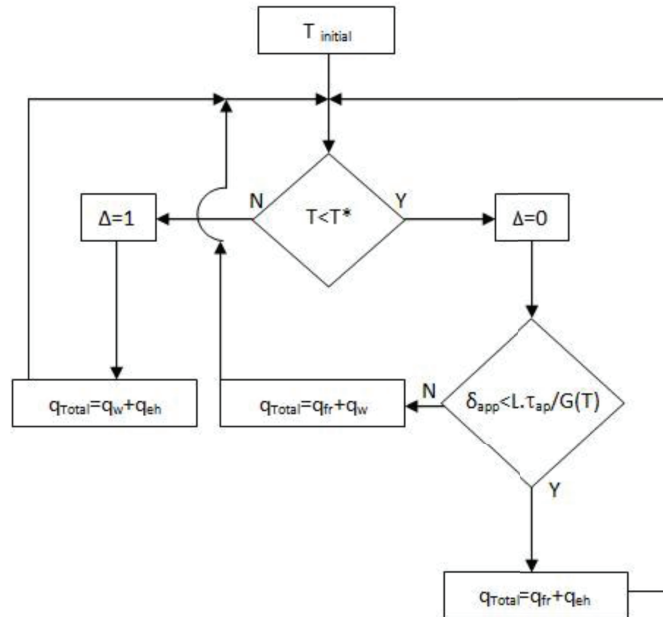 T initial
N
Y
T<T*
Δ=1
Δ=0
qTotal=qw+qeh
qTotal=qfr+qw
N
δapp<L.τap/G(T)
Y
qTotal=qfr+qeh